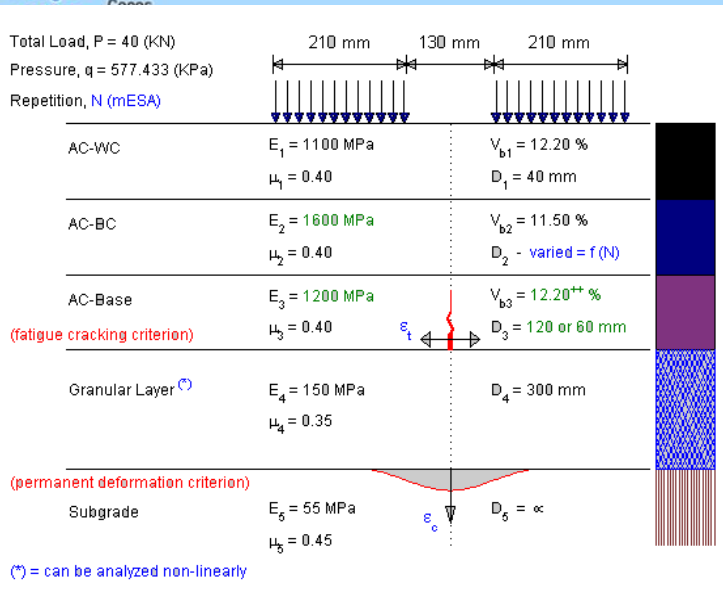 Total Load, P = 40 (KN)
210 mm 130 mm 210 mm
Pressure, q = 577.433 (KPa)
Repetition, N (mESA)
AC-WC E1 = 1100 MPa Vb1 = 12.20 %
μ1 = 0.40 D1 = 40 mm
AC-BC E2 = 1600 MPa Vb2 = 11.50 %
μ2 = 0.40 D2 - varied = f (N)
AC-Base E3 = 1200 MPa Vb3 = 12.20++ %
(fatigue cracking criterion) μ3 = 0.40 εt D3 = 120 or 60 mm
Granular Layer (*) E4 = 150 MPa D4 = 300 mm
μ4 = 0.35
(permanent deformation criterion)
Subgrade E5 = 55 MPa εc D5 = ∝
μ5 = 0.45
(*) = can be analyzed non-linearly